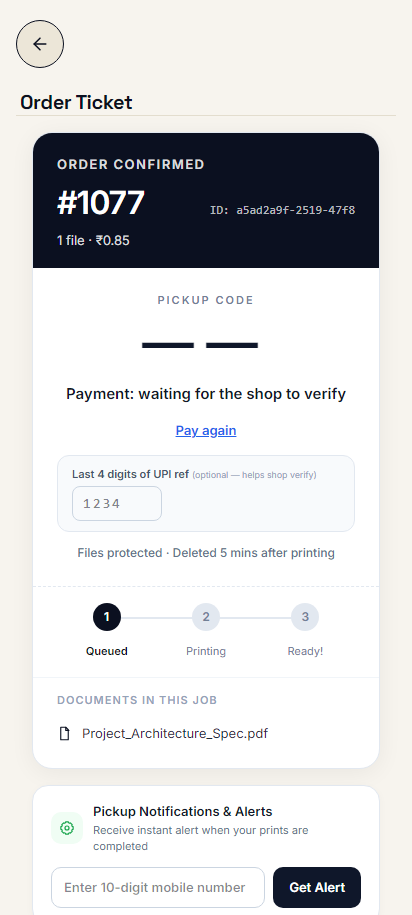 Order Ticket
ORDER CONFIRMED
#1077
ID: a5ad2a9f-2519-47f8
1 file · ₹0.85
PICKUP CODE
— —
Payment: waiting for the shop to verify
Pay again
Last 4 digits of UPI ref (optional — helps shop verify)
1234
Files protected · Deleted 5 mins after printing
1 2 3
Queued Printing Ready!
DOCUMENTS IN THIS JOB
Project_Architecture_Spec.pdf
Pickup Notifications & Alerts
Receive instant alert when your prints are
completed
Enter 10-digit mobile number Get Alert